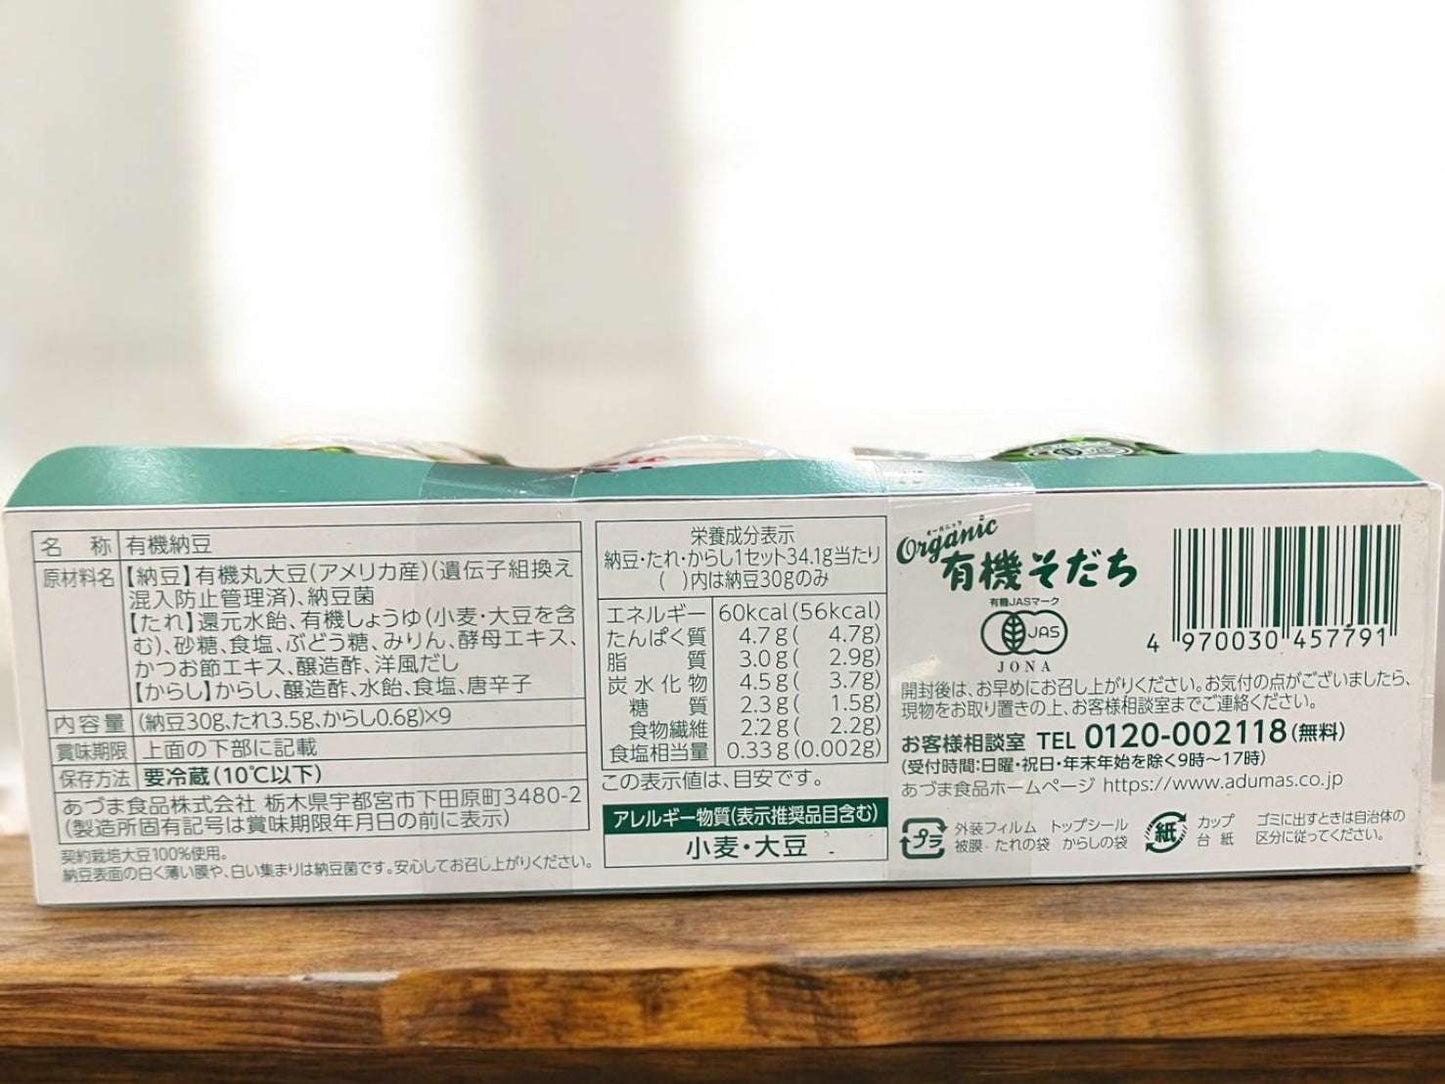 名 称 有機納豆
原材料名 【納豆】有機丸大豆(アメリカ産)(遺伝子組換え
混入防止管理済)、納豆菌
【たれ】還元水飴、有機しょうゆ(小麦・大豆を含
む)、砂糖、食塩、ぶどう糖、みりん、酵母エキス、
かつお節エキス、醸造酢、洋風だし
【からし】からし、醸造酢、水飴、食塩、唐辛子
内容量 (納豆30g、たれ3.5g、からし0.6g)×9
賞味期限 上面の下部に記載
保存方法 要冷蔵(10℃以下)
あづま食品株式会社 栃木県宇都宮市下田原町3480-2
(製造所固有記号は賞味期限年月日の前に表示)
契約栽培大豆100%使用。
納豆表面の白く薄い膜や、白い集まりは納豆菌です。安心してお召し上がりください。
栄養成分表示
納豆・たれ・からし1セット34.1g当たり
( )内は納豆30gのみ
エネルギー 60kcal(56kcal)
たんぱく質 4.7g( 4.7g)
脂質 3.0g( 2.9g)
炭水化物 4.5g( 3.7g)
糖質 2.3g( 1.5g)
食物繊維 2.2g( 2.2g)
食塩相当量 0.33g(0.002g)
この表示値は、目安です。
アレルギー物質(表示推奨品目含む)
小麦・大豆
オーガニック
Organic
有機そだち
有機JASマーク
JAS
JONA
4 970030 457791
開封後は、お早めにお召し上がりください。お気付の点がございましたら、
現物をお取り置きの上、お客様相談室までご連絡ください。
お客様相談室 TEL 0120-002118(無料)
(受付時間:日曜・祝日・年末年始を除く9時～17時)
あづま食品ホームページ https://www.adumas.co.jp
プラ 外装フィルム トップシール
被膜・たれの袋 からしの袋
紙 カップ
台紙
ゴミに出すときは自治体の
区分に従ってください。